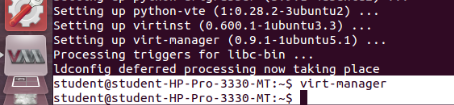 Setting up python-vte (1:0.28.2-3ubuntu2) ...
Setting up virtinst (0.600.1-1ubuntu3.3) ...
Setting up virt-manager (0.9.1-1ubuntu5.1) ...
Processing triggers for libc-bin ...
ldconfig deferred processing now taking place
student@student-HP-Pro-3330-MT:~$ virt-manager
student@student-HP-Pro-3330-MT:~$